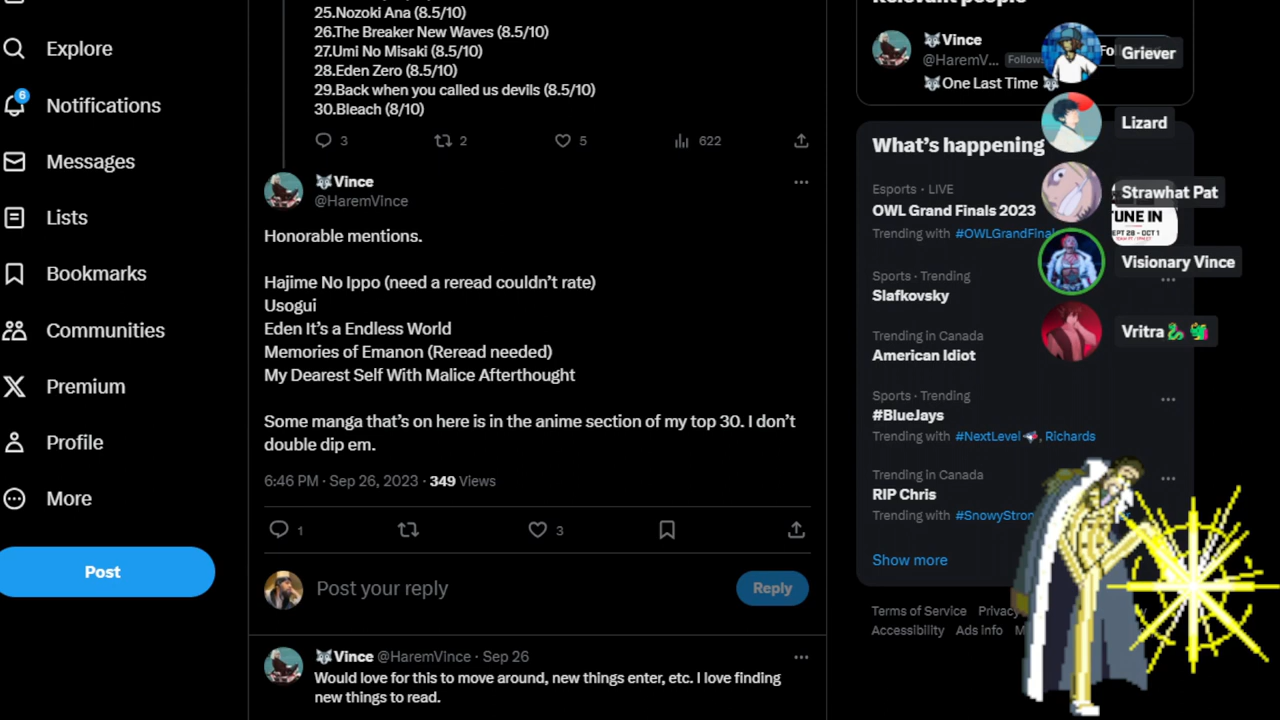 Explore
Notifications
6
Messages
Lists
Bookmarks
Communities
Premium
Profile
More
Post
25.Nozoki Ana (8.5/10)
26.The Breaker New Waves (8.5/10)
27.Umi No Misaki (8.5/10)
28.Eden Zero (8.5/10)
29.Back when you called us devils (8.5/10)
30.Bleach (8/10)
3 2 5 622
Vince
@HaremVince
Honorable mentions.
Hajime No Ippo (need a reread couldn’t rate)
Usogui
Eden It’s a Endless World
Memories of Emanon (Reread needed)
My Dearest Self With Malice Afterthought
Some manga that’s on here is in the anime section of my top 30. I don’t
double dip em.
6:46 PM · Sep 26, 2023 · 349 Views
1 3
Post your reply
Reply
Vince @HaremVince · Sep 26
Would love for this to move around, new things enter, etc. I love finding
new things to read.
Relevant people
Vince
@HaremV... Follows
One Last Time
What’s happening
Esports · LIVE
OWL Grand Finals 2023
Trending with #OWLGrandFinal
Sports · Trending
Slafkovsky
Trending in Canada
American Idiot
Sports · Trending
#BlueJays
Trending with #NextLevel, Richards
Trending in Canada
RIP Chris
Trending with #SnowyStron
Show more
Terms of Service Privacy
Accessibility Ads info M
Griever
Lizard
Strawhat Pat
TUNE IN
SEPT 28 - OCT 1
Visionary Vince
Vritra